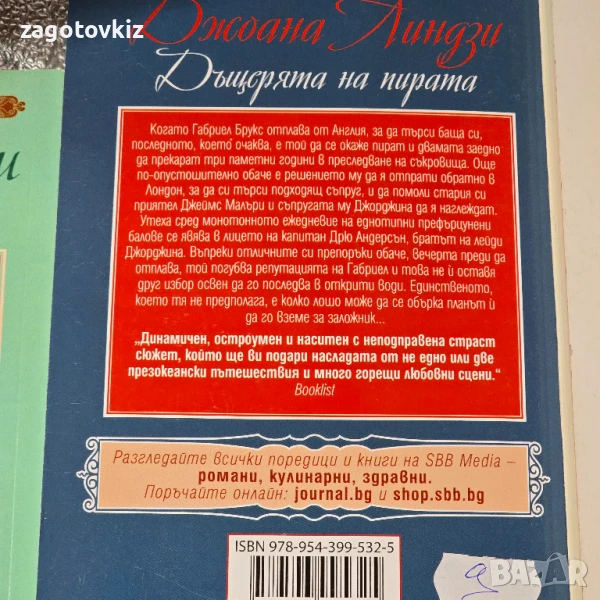 zagotovkiz
Джоана Линдзи
Дъщерята на пирата
Когато Габриел Брукс отплава от Англия, за да търси баща си,
последното, което очаква, е той да се окаже пират и двамата заедно
да прекарат три паметни години в преследване на съкровища. Още
по-опустошително обаче е решението му да я отпрати обратно в
Лондон, за да си търси подходящ съпруг, и да помоли стария си
приятел Джеймс Малъри и съпругата му Джорджина да я наглеждат.
Утеха сред монотонното ежедневие на еднотипни префърцунени
балове се явява в лицето на капитан Дрю Андерсън, братът на лейди
Джорджина. Въпреки отличните си препоръки обаче, вечерта преди да
отплава, той погубва репутацията на Габриел и това не ѝ оставя
друг избор освен да го последва в открити води. Единственото,
което тя не предполага, е колко лошо може да се обърка планът ѝ
да го вземе за заложник...
„Динамичен, остроумен и наситен с неподправена страст
сюжет, който ще ви подари насладата от не едно или две
презокеански пътешествия и много горещи любовни сцени.“
Booklist
Разгледайте всички поредици и книги на SBB Media –
романи, кулинарни, здравни.
Поръчайте онлайн: journal.bg и shop.sbb.bg
ISBN 978-954-399-532-5
BAZAR